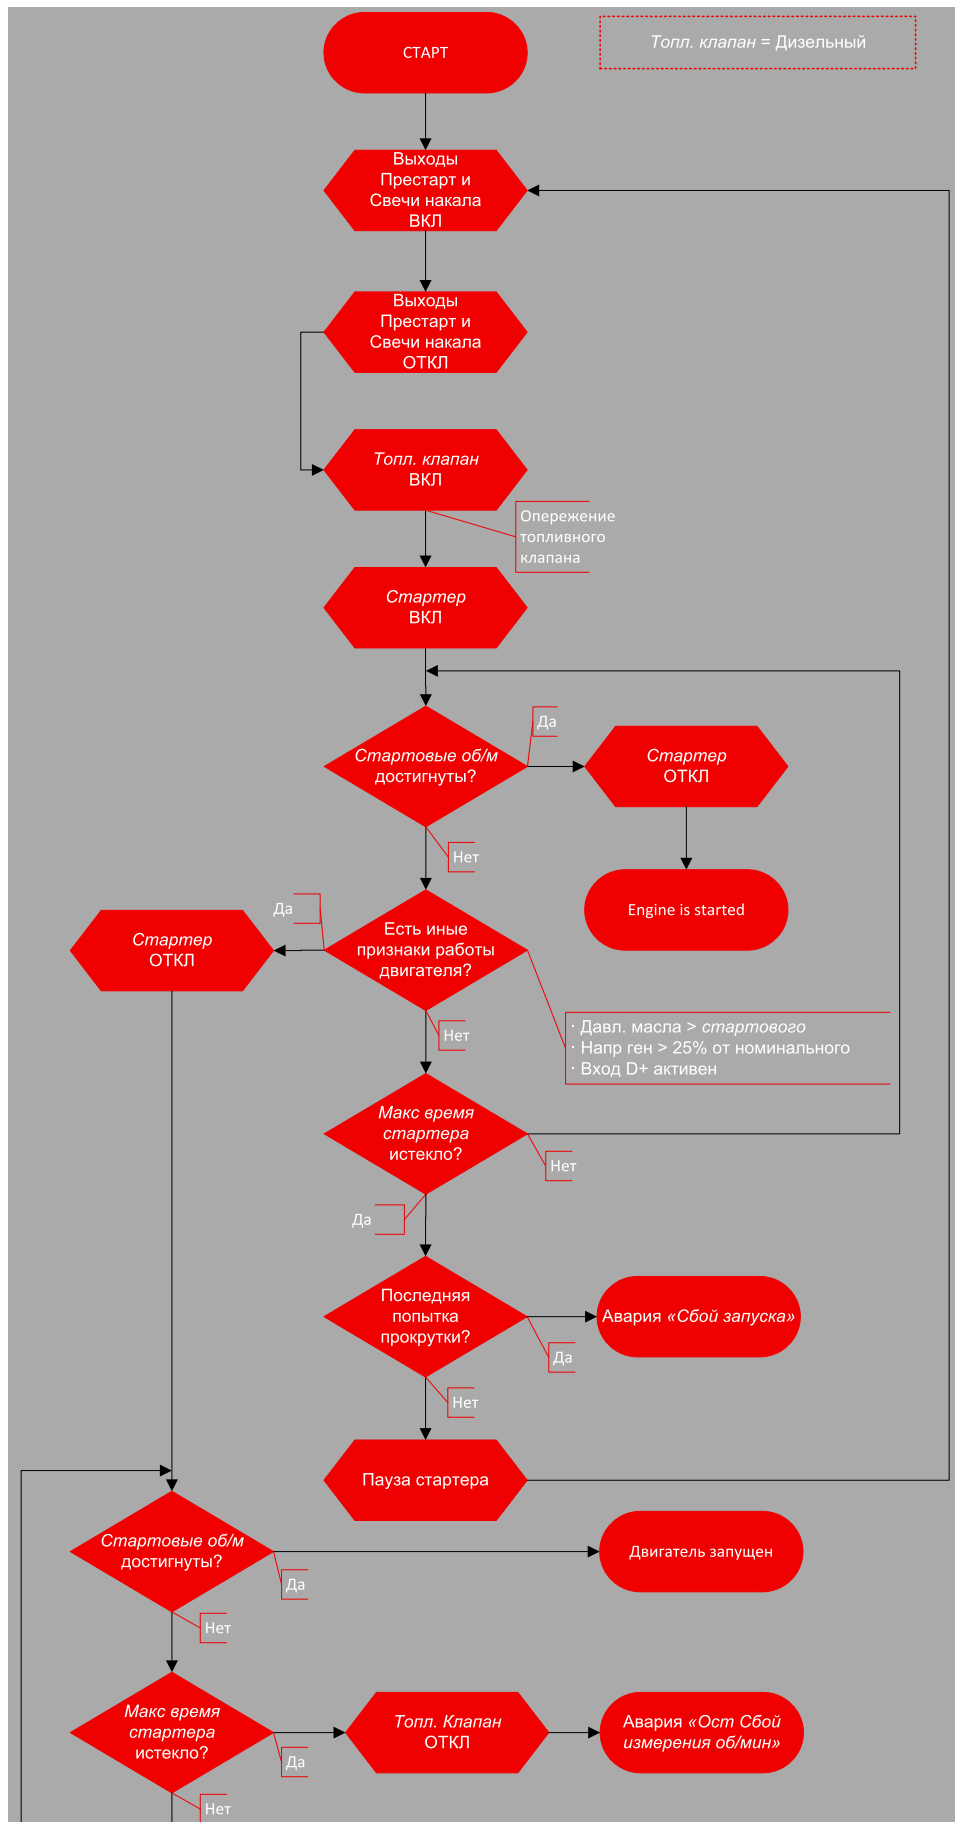 СТАРТ
Топл. клапан = Дизельный
Выходы
Престарт и
Свечи накала
ВКЛ
Выходы
Престарт и
Свечи накала
ОТКЛ
Топл. клапан
ВКЛ
Опережение
топливного
клапана
Стартер
ВКЛ
Да
Стартовые об/м
достигнуты?
Стартер
ОТКЛ
Нет
Engine is started
Да
Есть иные
признаки работы
двигателя?
Стартер
ОТКЛ
· Давл. масла > стартового
· Напр ген > 25% от номинального
· Вход D+ активен
Нет
Макс время
стартера
истекло?
Нет
Да
Последняя
попытка
прокрутки?
Авария «Сбой запуска»
Да
Нет
Пауза стартера
Стартовые об/м
достигнуты?
Двигатель запущен
Да
Нет
Макс время
стартера
истекло?
Топл. Клапан
ОТКЛ
Авария «Ост Сбой
измерения об/мин»
Да
Нет